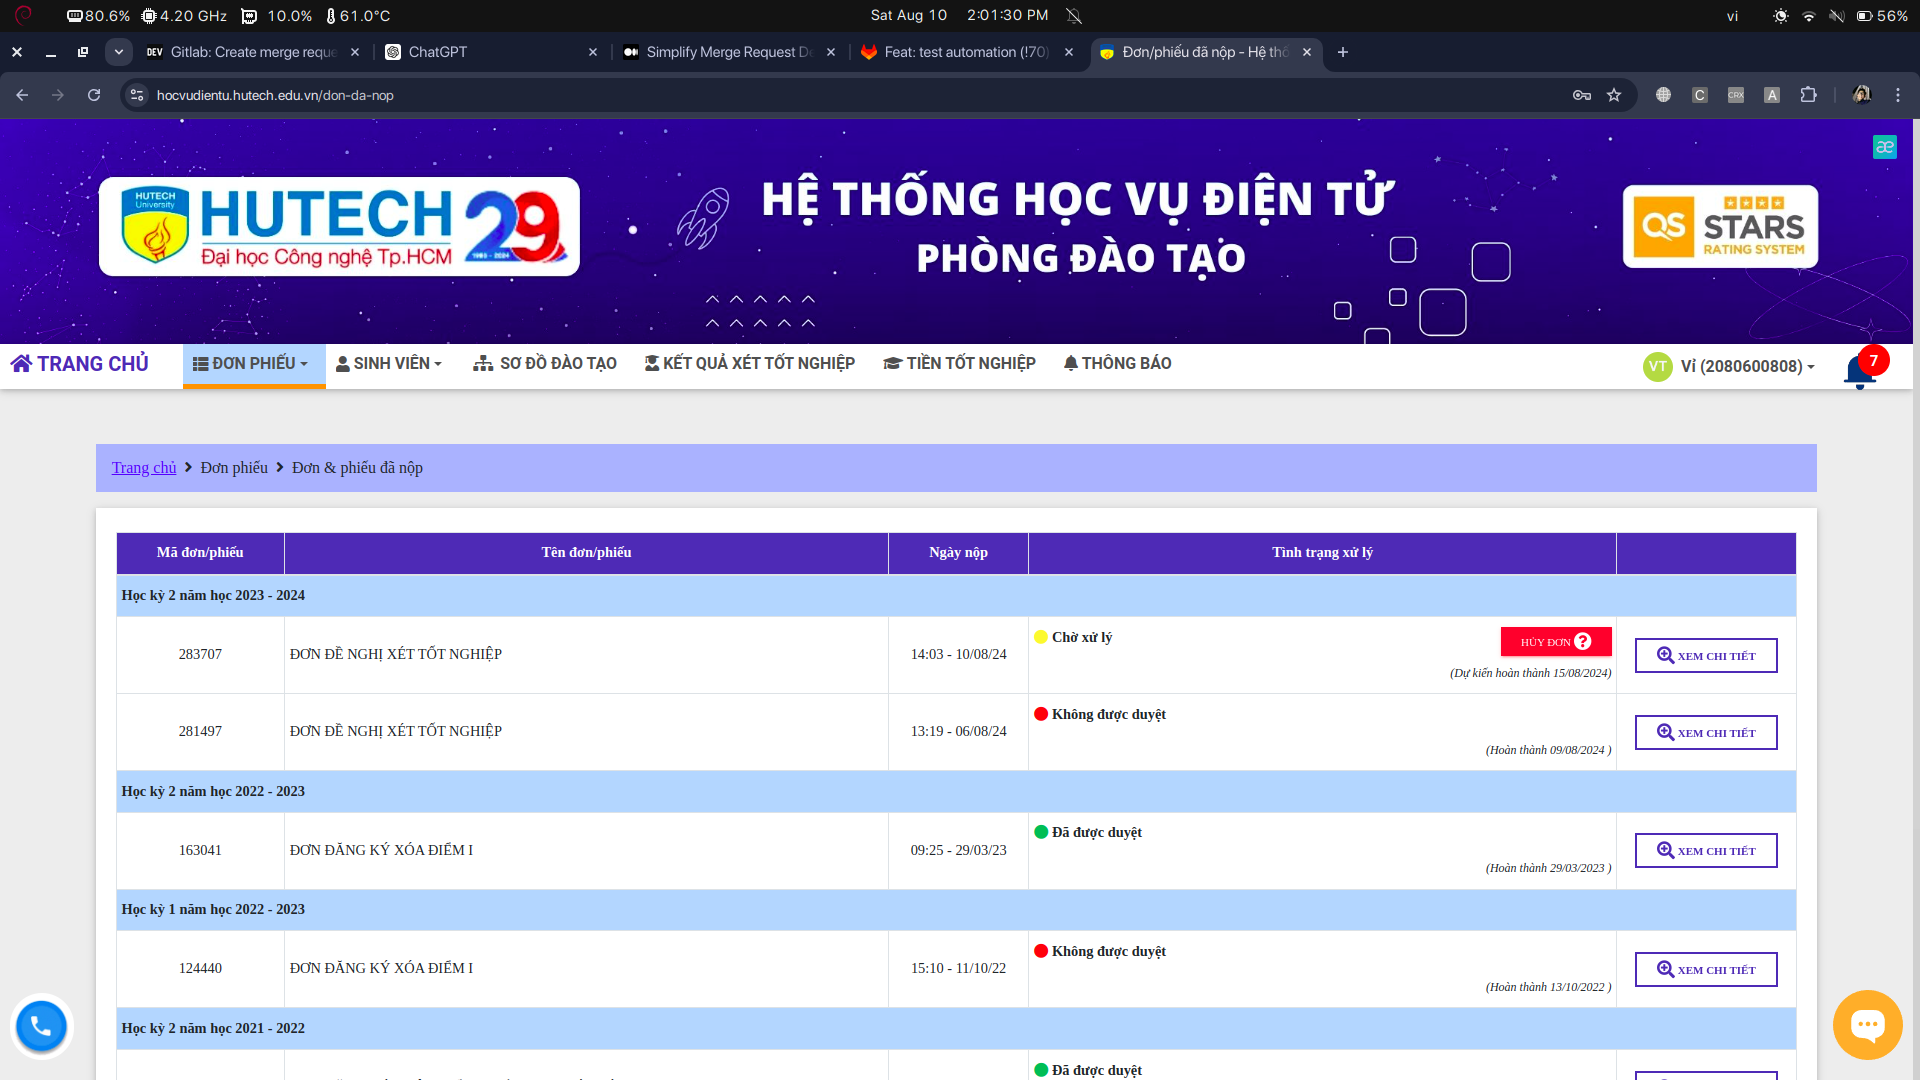 80.6% 4.20 GHz 10.0% 61.0°C Sat Aug 10 2:01:30 PM vi 56%
DEV Gitlab: Create merge reque ChatGPT Simplify Merge Request De Feat: test automation (!70) Đơn/phiếu đã nộp - Hệ thố
hocvudientu.hutech.edu.vn/don-da-nop C CRX A
æ
HUTECH University HUTECH 29
1995 - 2024
Đại học Công nghệ Tp.HCM
HỆ THỐNG HỌC VỤ ĐIỆN TỬ
PHÒNG ĐÀO TẠO
QS STARS
RATING SYSTEM
TRANG CHỦ ĐƠN PHIẾU SINH VIÊN SƠ ĐỒ ĐÀO TẠO KẾT QUẢ XÉT TỐT NGHIỆP TIỀN TỐT NGHIỆP THÔNG BÁO VT Vỉ (2080600808) 7
Trang chủ Đơn phiếu Đơn & phiếu đã nộp
Mã đơn/phiếu Tên đơn/phiếu Ngày nộp Tình trạng xử lý
Học kỳ 2 năm học 2023 - 2024
283707 ĐƠN ĐỀ NGHỊ XÉT TỐT NGHIỆP 14:03 - 10/08/24 Chờ xử lý HỦY ĐƠN ? XEM CHI TIẾT
(Dự kiến hoàn thành 15/08/2024)
281497 ĐƠN ĐỀ NGHỊ XÉT TỐT NGHIỆP 13:19 - 06/08/24 Không được duyệt XEM CHI TIẾT
(Hoàn thành 09/08/2024 )
Học kỳ 2 năm học 2022 - 2023
163041 ĐƠN ĐĂNG KÝ XÓA ĐIỂM I 09:25 - 29/03/23 Đã được duyệt XEM CHI TIẾT
(Hoàn thành 29/03/2023 )
Học kỳ 1 năm học 2022 - 2023
124440 ĐƠN ĐĂNG KÝ XÓA ĐIỂM I 15:10 - 11/10/22 Không được duyệt XEM CHI TIẾT
(Hoàn thành 13/10/2022 )
Học kỳ 2 năm học 2021 - 2022
Đã được duyệt